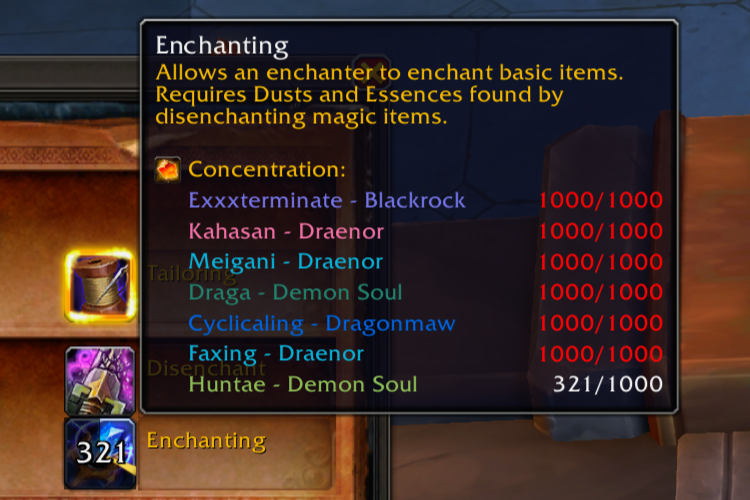 Enchanting
Allows an enchanter to enchant basic items.
Requires Dusts and Essences found by
disenchanting magic items.
Concentration:
Exxxterminate - Blackrock 1000/1000
Kahasan - Draenor 1000/1000
Meigani - Draenor 1000/1000
Tailoring
Draga - Demon Soul 1000/1000
Cyclicaling - Dragonmaw 1000/1000
Faxing - Draenor 1000/1000
Disenchant
Huntae - Demon Soul 321/1000
321 Enchanting